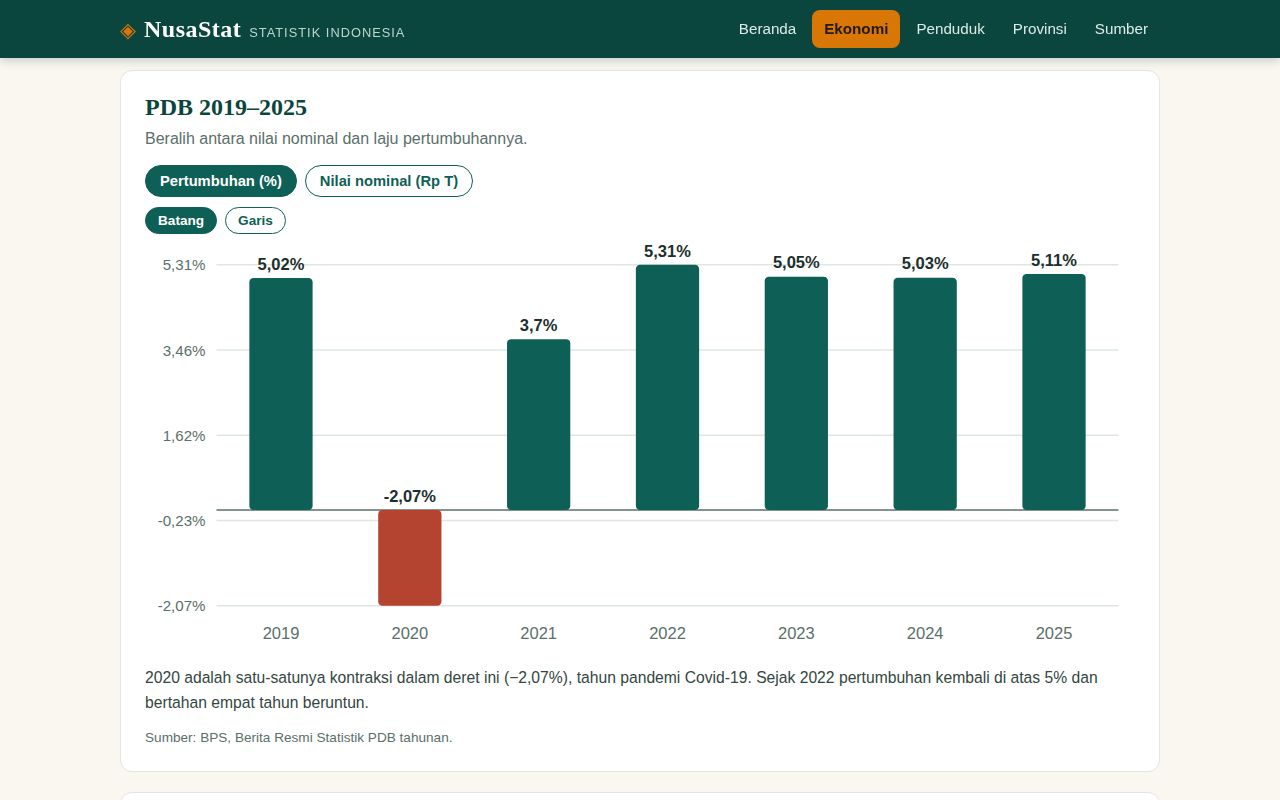 ◈ NusaStat STATISTIK INDONESIA
Beranda Ekonomi Penduduk Provinsi Sumber
PDB 2019–2025
Beralih antara nilai nominal dan laju pertumbuhannya.
Pertumbuhan (%) Nilai nominal (Rp T)
Batang Garis
5,31%
3,46%
1,62%
-0,23%
-2,07%
5,02%
-2,07%
3,7%
5,31%
5,05%
5,03%
5,11%
2019 2020 2021 2022 2023 2024 2025
2020 adalah satu-satunya kontraksi dalam deret ini (−2,07%), tahun pandemi Covid-19. Sejak 2022 pertumbuhan kembali di atas 5% dan
bertahan empat tahun beruntun.
Sumber: BPS, Berita Resmi Statistik PDB tahunan.